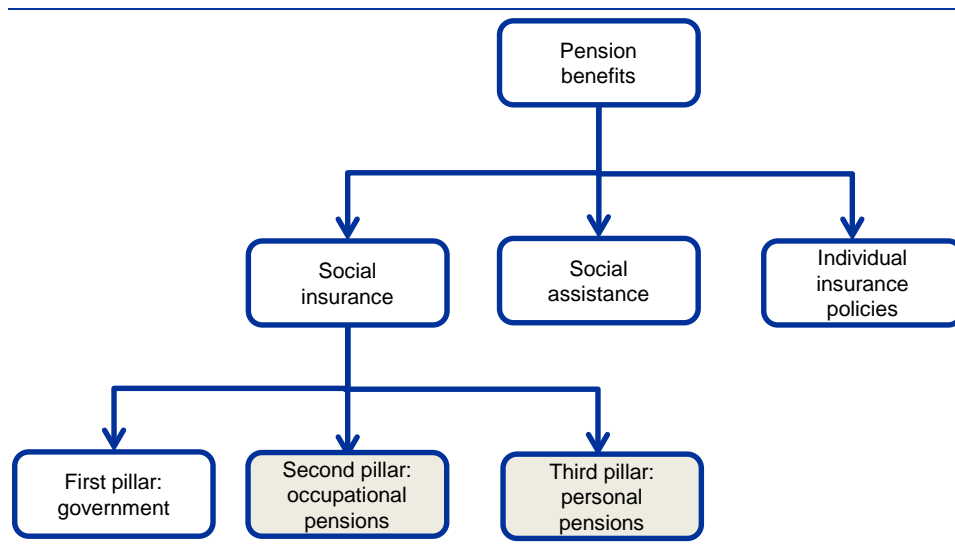 Pension
benefits
Social
insurance
Social
assistance
Individual
insurance
policies
First pillar:
government
Second pillar:
occupational
pensions
Third pillar:
personal
pensions